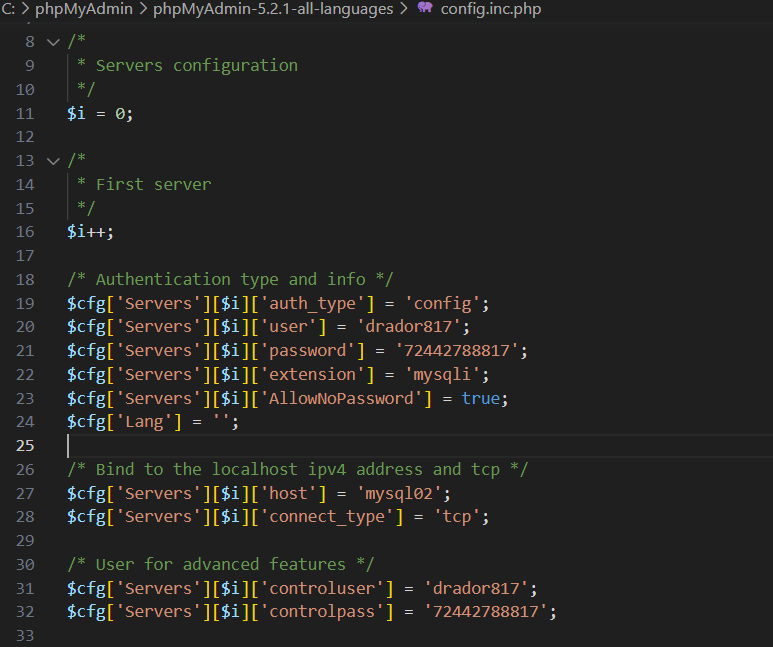 C: > phpMyAdmin > phpMyAdmin-5.2.1-all-languages > config.inc.php
8 /*
9 * Servers configuration
10 */
11 $i = 0;
12
13 /*
14 * First server
15 */
16 $i++;
17
18 /* Authentication type and info */
19 $cfg['Servers'][$i]['auth_type'] = 'config';
20 $cfg['Servers'][$i]['user'] = 'drador817';
21 $cfg['Servers'][$i]['password'] = '72442788817';
22 $cfg['Servers'][$i]['extension'] = 'mysqli';
23 $cfg['Servers'][$i]['AllowNoPassword'] = true;
24 $cfg['Lang'] = '';
25
26 /* Bind to the localhost ipv4 address and tcp */
27 $cfg['Servers'][$i]['host'] = 'mysql02';
28 $cfg['Servers'][$i]['connect_type'] = 'tcp';
29
30 /* User for advanced features */
31 $cfg['Servers'][$i]['controluser'] = 'drador817';
32 $cfg['Servers'][$i]['controlpass'] = '72442788817';
33